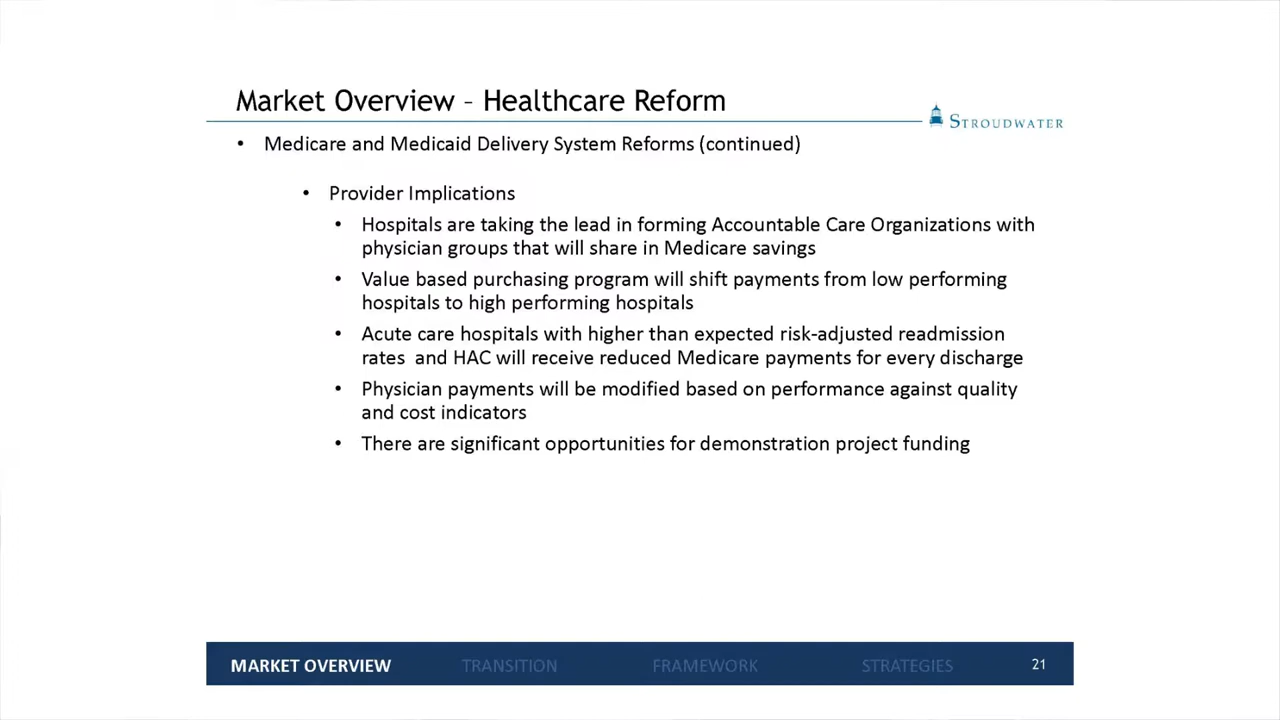 Market Overview – Healthcare Reform
STROUDWATER
• Medicare and Medicaid Delivery System Reforms (continued)
• Provider Implications
• Hospitals are taking the lead in forming Accountable Care Organizations with
physician groups that will share in Medicare savings
• Value based purchasing program will shift payments from low performing
hospitals to high performing hospitals
• Acute care hospitals with higher than expected risk-adjusted readmission
rates  and HAC will receive reduced Medicare payments for every discharge
• Physician payments will be modified based on performance against quality
and cost indicators
• There are significant opportunities for demonstration project funding
MARKET OVERVIEW TRANSITION FRAMEWORK STRATEGIES 21